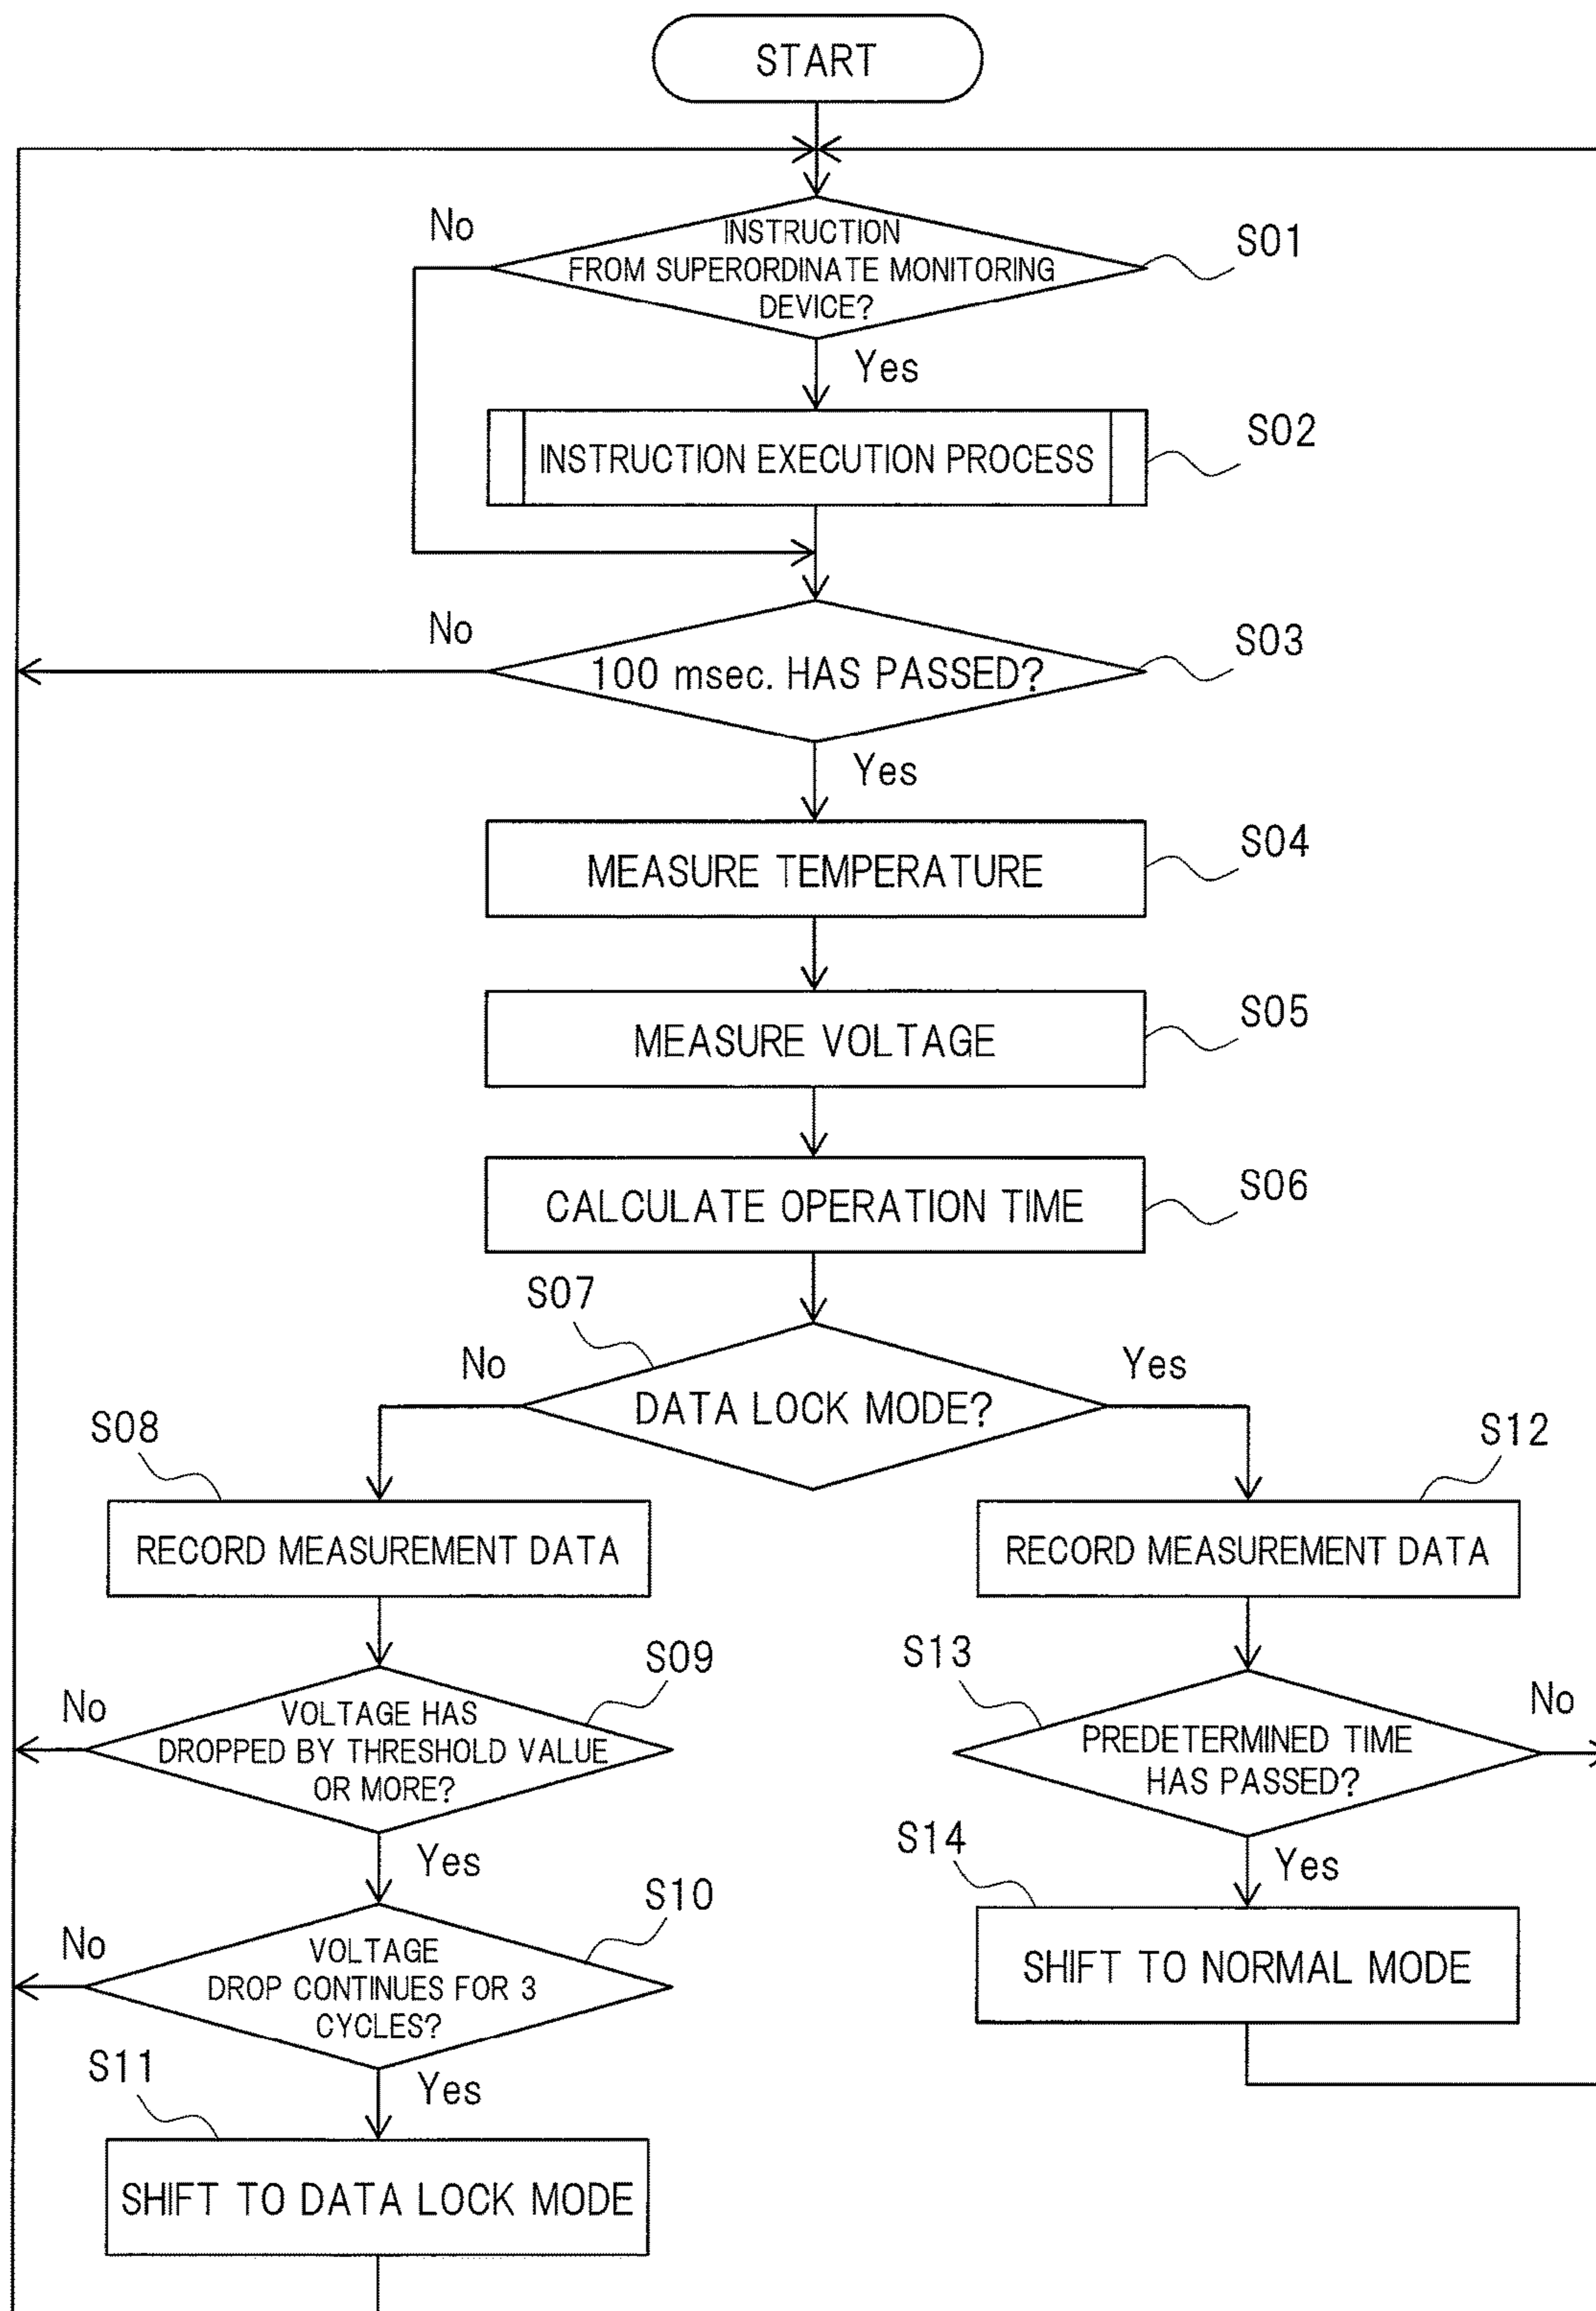 START
No
INSTRUCTION
FROM SUPERORDINATE MONITORING
DEVICE?
S01
Yes
INSTRUCTION EXECUTION PROCESS
S02
No
100 msec. HAS PASSED?
S03
Yes
MEASURE TEMPERATURE
S04
MEASURE VOLTAGE
S05
CALCULATE OPERATION TIME
S06
S07
No
DATA LOCK MODE?
Yes
S08
RECORD MEASUREMENT DATA
S12
RECORD MEASUREMENT DATA
S09
No
VOLTAGE HAS
DROPPED BY THRESHOLD VALUE
OR MORE?
Yes
S13
PREDETERMINED TIME
HAS PASSED?
No
Yes
S10
No
VOLTAGE
DROP CONTINUES FOR 3
CYCLES?
Yes
S14
SHIFT TO NORMAL MODE
S11
SHIFT TO DATA LOCK MODE